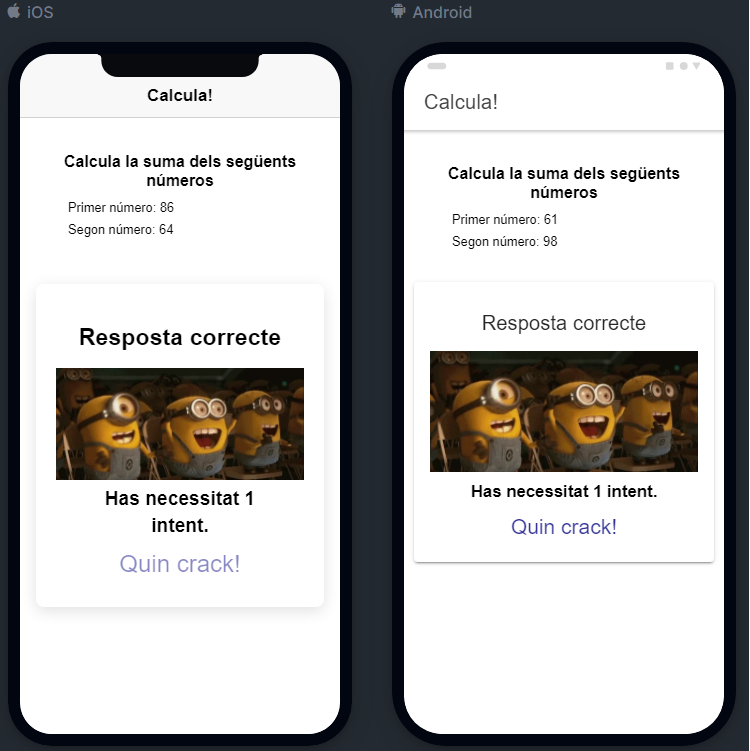 iOS
Calcula!
Calcula la suma dels següents
números
Primer número: 86
Segon número: 64
Resposta correcte
Has necessitat 1
intent.
Quin crack!
Android
Calcula!
Calcula la suma dels següents
números
Primer número: 61
Segon número: 98
Resposta correcte
Has necessitat 1 intent.
Quin crack!